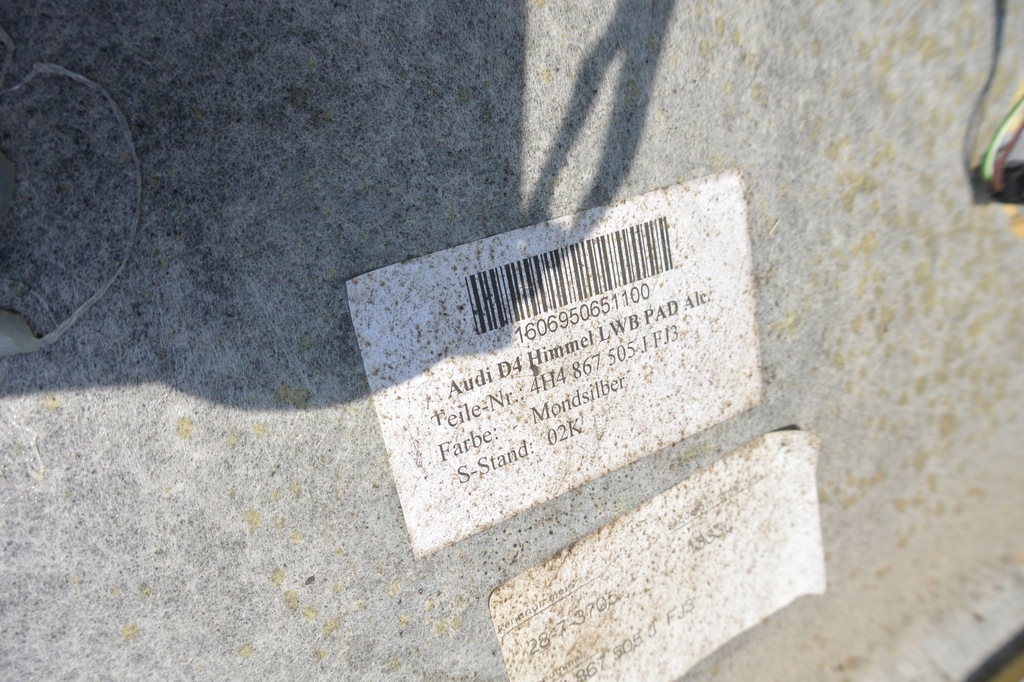 1606950651100
Audi D4 Himmel LWB PAD Alc.
Teile-Nr.: 4H4 867 505 J FJ3
Farbe: Mondsilber
S-Stand: 02K
28-7-3705
867 505 J FJ3